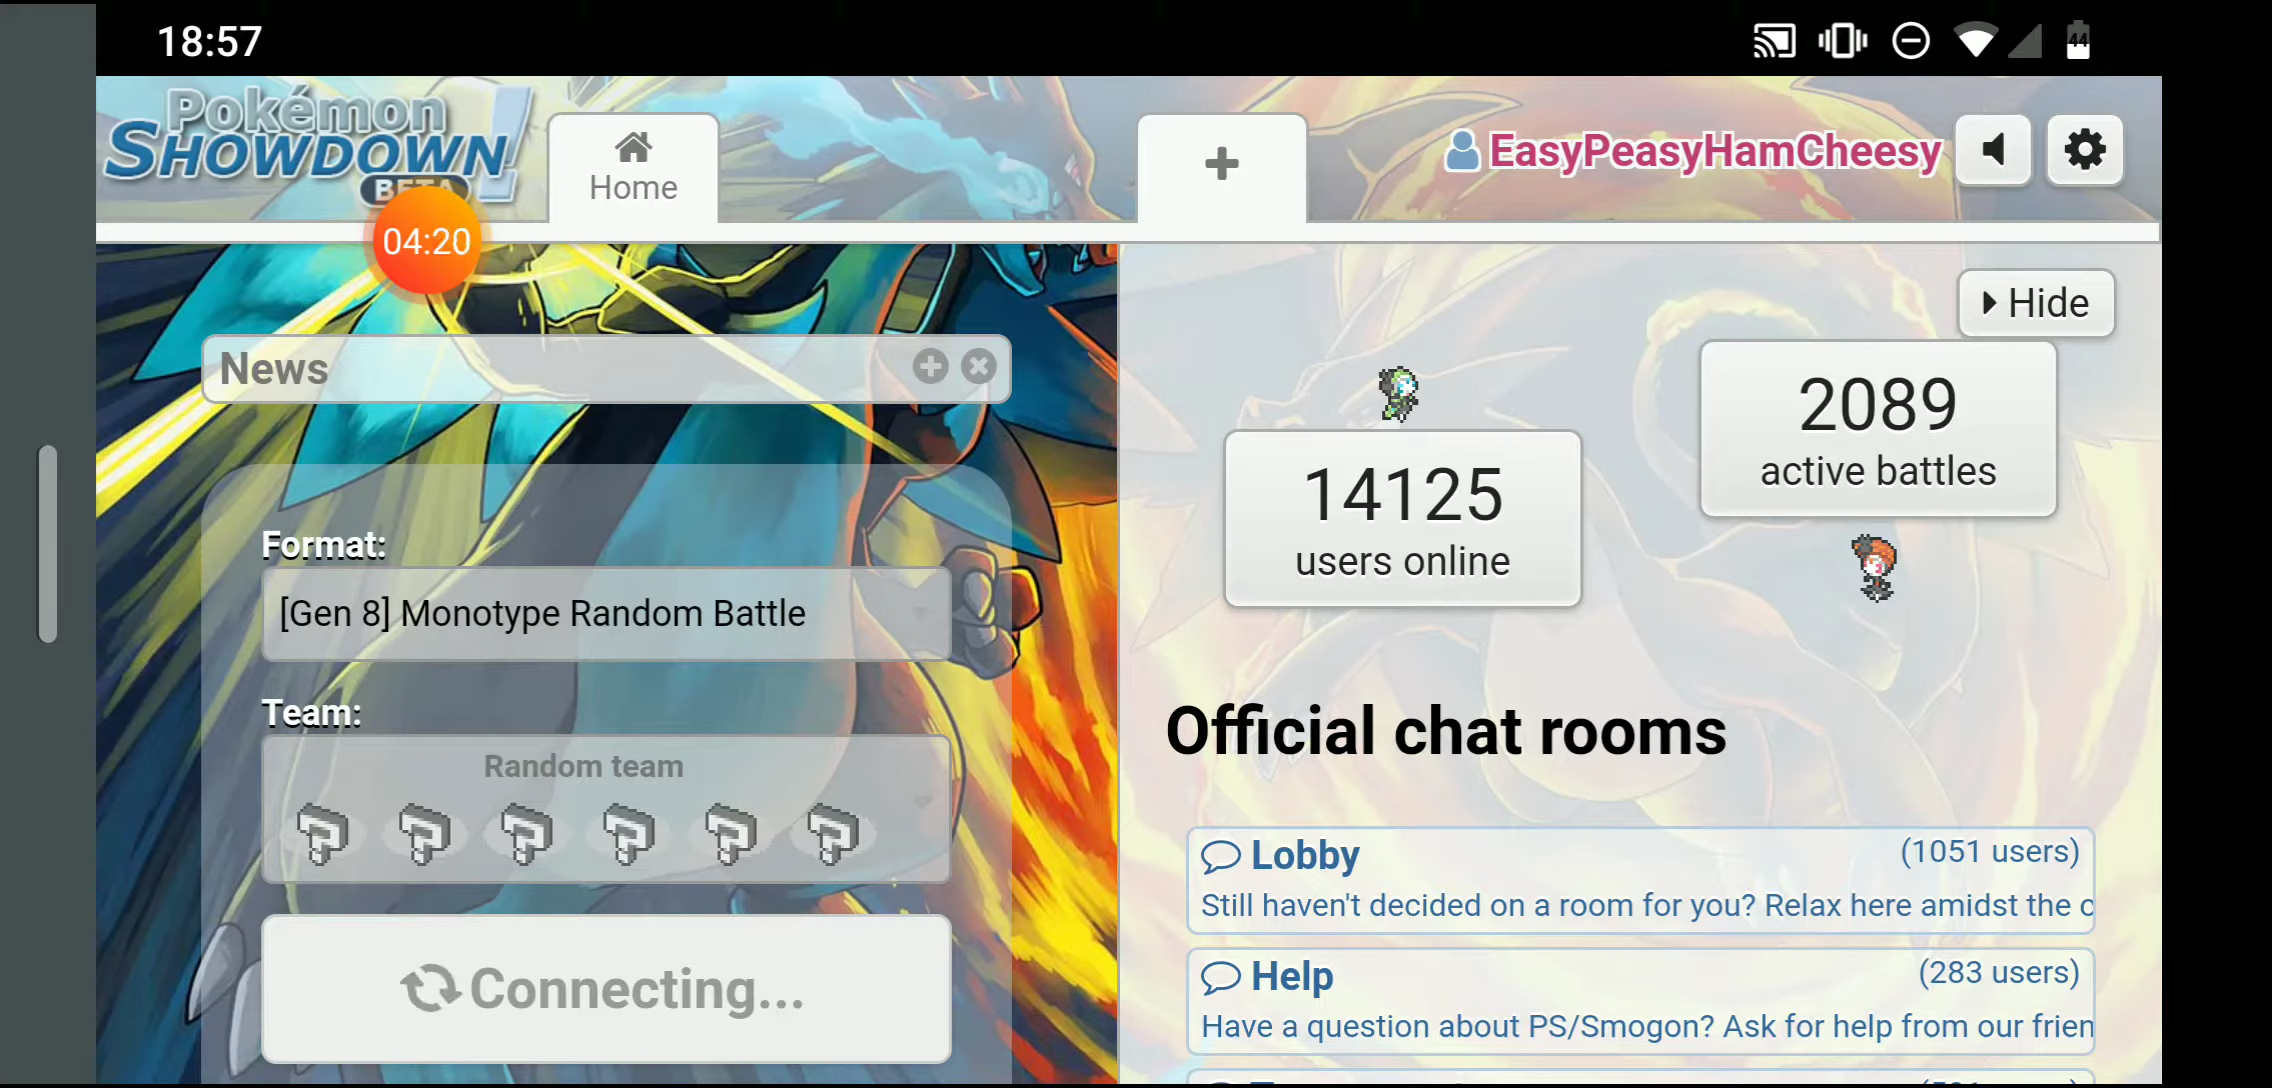 18:57
44
Pokémon
SHOWDOWN!
BETA
Home
EasyPeasyHamCheesy
04:20
Hide
News
2089
active battles
14125
users online
Format:
[Gen 8] Monotype Random Battle
Team:
Random team
Official chat rooms
Lobby (1051 users)
Still haven't decided on a room for you? Relax here amidst the c
Help (283 users)
Have a question about PS/Smogon? Ask for help from our frien
Connecting...